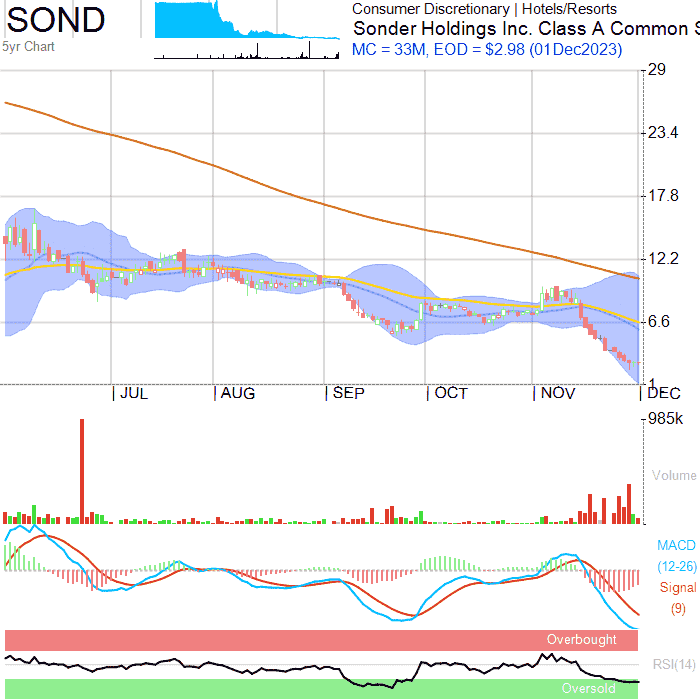 SOND
5yr Chart
Consumer Discretionary | Hotels/Resorts
Sonder Holdings Inc. Class A Common S
MC = 33M, EOD = $2.98 (01Dec2023)
29
23.4
17.8
12.2
6.6
1
JUL AUG SEP OCT NOV DEC
985k
Volume
MACD
(12-26)
Signal
(9)
Overbought
RSI(14)
Oversold